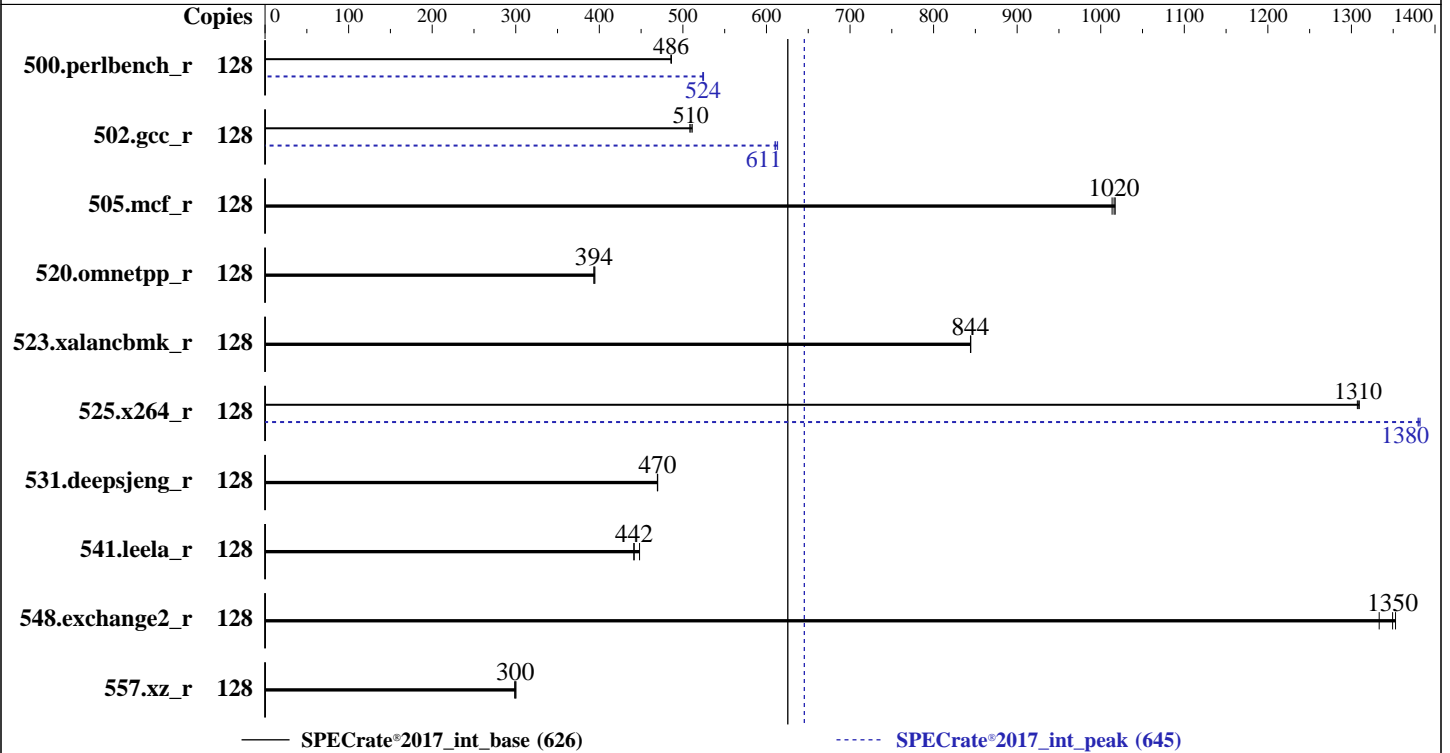 Copies 0 100 200 300 400 500 600 700 800 900 1000 1100 1200 1300 1400
486
500.perlbench_r 128
524
510
502.gcc_r 128
611
1020
505.mcf_r 128
394
520.omnetpp_r 128
844
523.xalancbmk_r 128
1310
525.x264_r 128
1380
470
531.deepsjeng_r 128
442
541.leela_r 128
1350
548.exchange2_r 128
300
557.xz_r 128
SPECrate®2017_int_base (626) SPECrate®2017_int_peak (645)